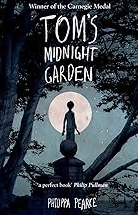 Winner of the Carnegie Medal
TOM'S
MIDNIGHT
GARDEN
'a perfect book' Philip Pullman
PHILIPPA PEARCE